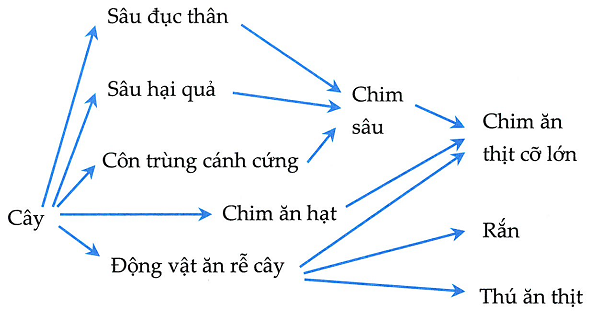 Sâu đục thân
Sâu hại quả
Chim
sâu
Chim ăn
thịt cỡ lớn
Côn trùng cánh cứng
Cây
Chim ăn hạt
Rắn
Động vật ăn rễ cây
Thú ăn thịt